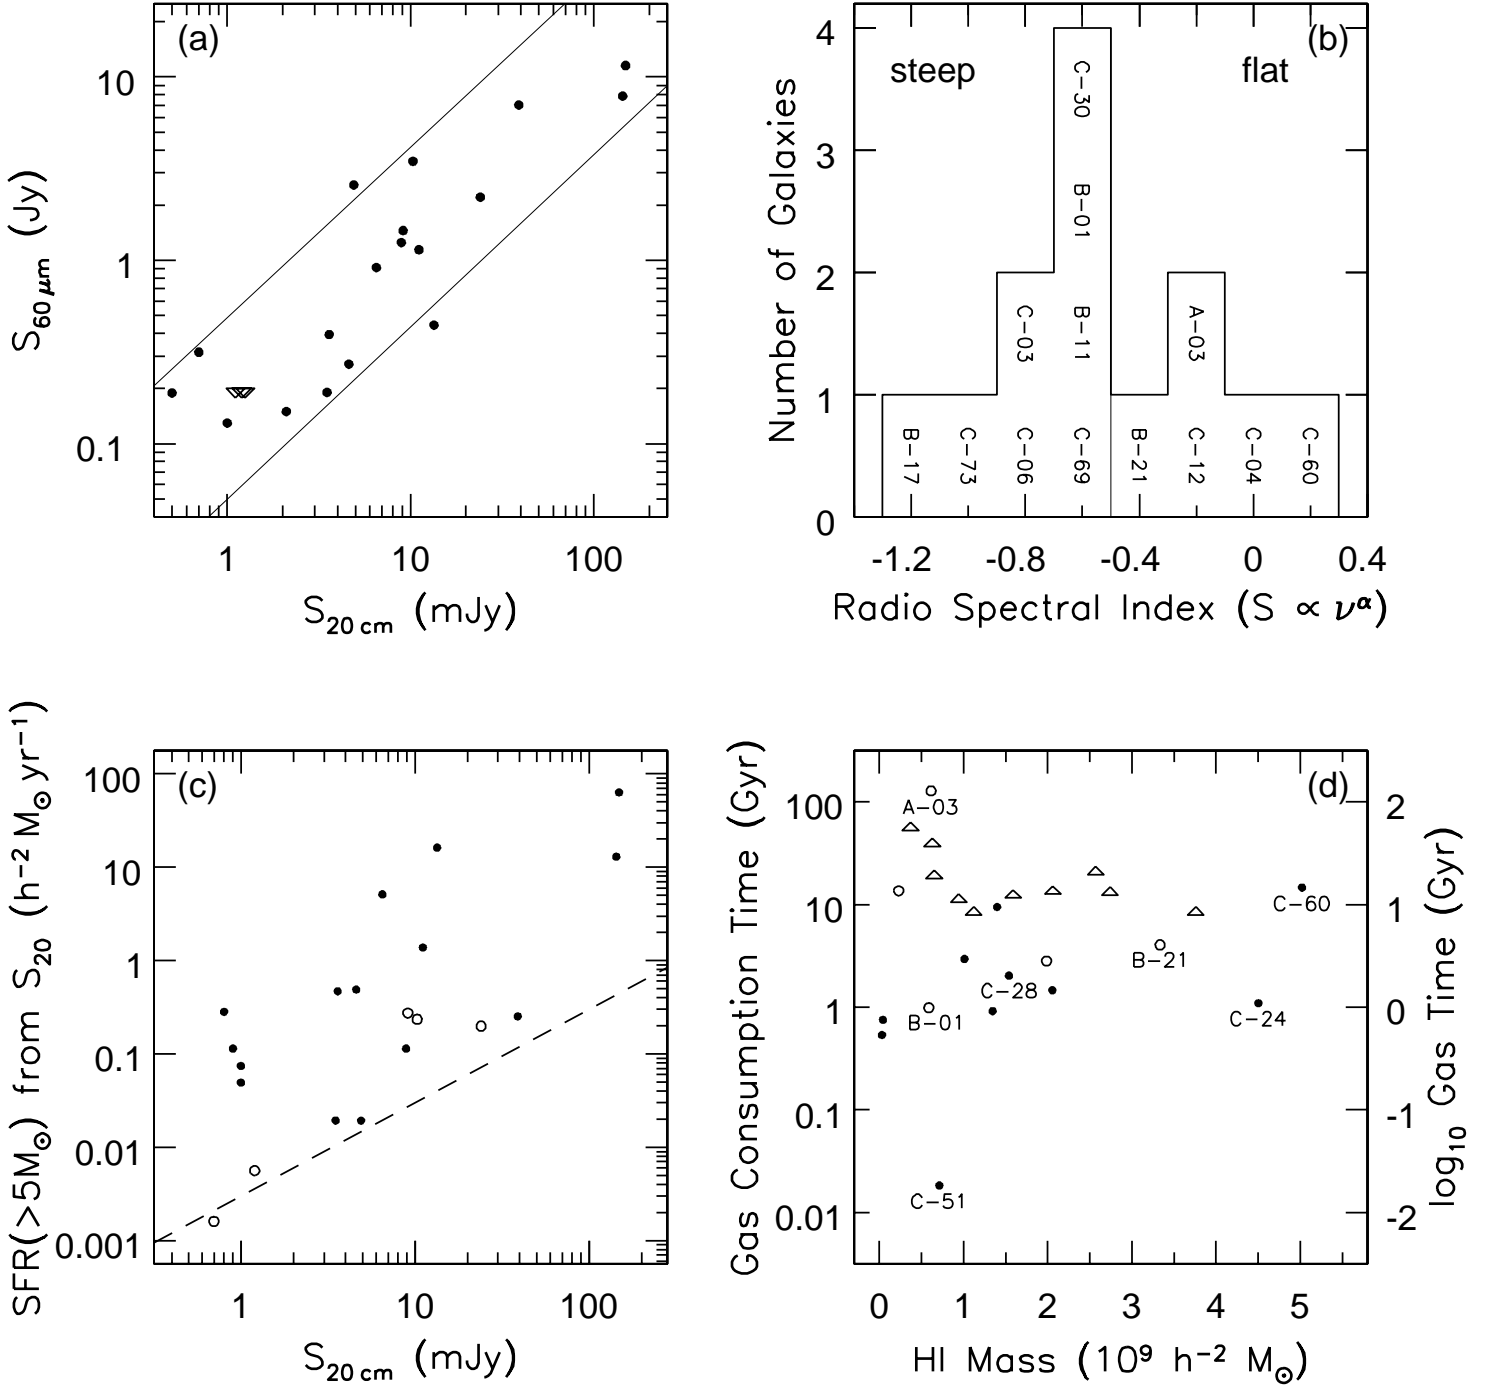 (a)
10
1
0.1
1
10
100
S60 μm (Jy)
S20 cm (mJy)
(b)
steep
flat
4
3
2
1
0
C-30
B-01
C-03
B-11
A-03
B-17
C-73
C-06
C-69
B-21
C-12
C-04
C-60
-1.2
-0.8
-0.4
0
0.4
Number of Galaxies
Radio Spectral Index (S ∝ ν^α)
(c)
100
10
1
0.1
0.01
0.001
1
10
100
SFR(>5M⊙) from S20 (h⁻² M⊙ yr⁻¹)
S20 cm (mJy)
(d)
100
10
1
0.1
0.01
2
1
0
-1
-2
A-03
C-60
B-21
C-28
B-01
C-24
C-51
0
1
2
3
4
5
Gas Consumption Time (Gyr)
log10 Gas Time (Gyr)
HI Mass (10⁹ h⁻² M⊙)